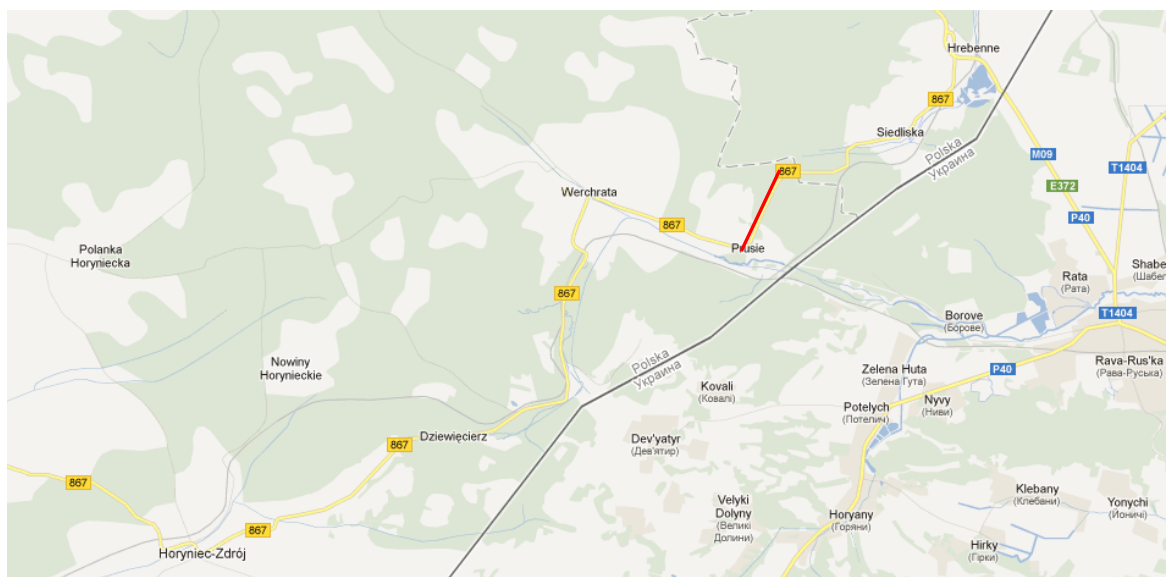 Hrebenne
867
Siedliska
Polska
Украина
M09
T1404
E372
867
Werchrata
P40
867
Prusie
Polanka
Horyniecka
Rata
(Рата)
Shabe
(Шабел
867
Borove
(Борове)
T1404
Polska
Украина
Nowiny
Horynieckie
Zelena Huta
(Зелена Гута)
P40
Rava-Rus'ka
(Рава-Руська)
Kovali
(Ковалі)
Potelych
(Потелич)
Nyvy
(Ниви)
Dziewięcierz
867
Dev'yatyr
(Дев'ятир)
867
Klebany
(Клебани)
Yonychi
(Йоничі)
Velyki
Dolyny
(Великі
Долини)
Horyany
(Горяни)
867
Hirky
(Гірки)
Horyniec-Zdrój